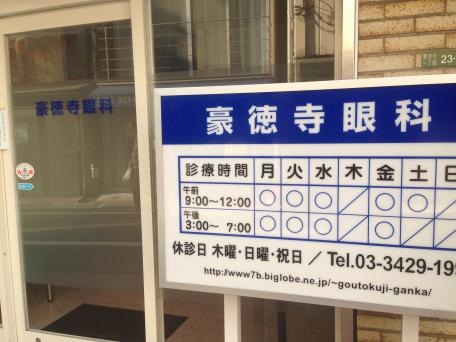 豪徳寺眼科
豪徳寺眼科
診療時間 月 火 水 木 金 土 日
午前 9:00〜12:00 ○ ○ ○ ／ ○ ○ ／
午後 3:00〜 7:00 ○ ○ ○ ／ ○ ／ ／
休診日 木曜・日曜・祝日 ／ Tel.03-3429-19
http://www7b.biglobe.ne.jp/~goutokuji-ganka/
23-